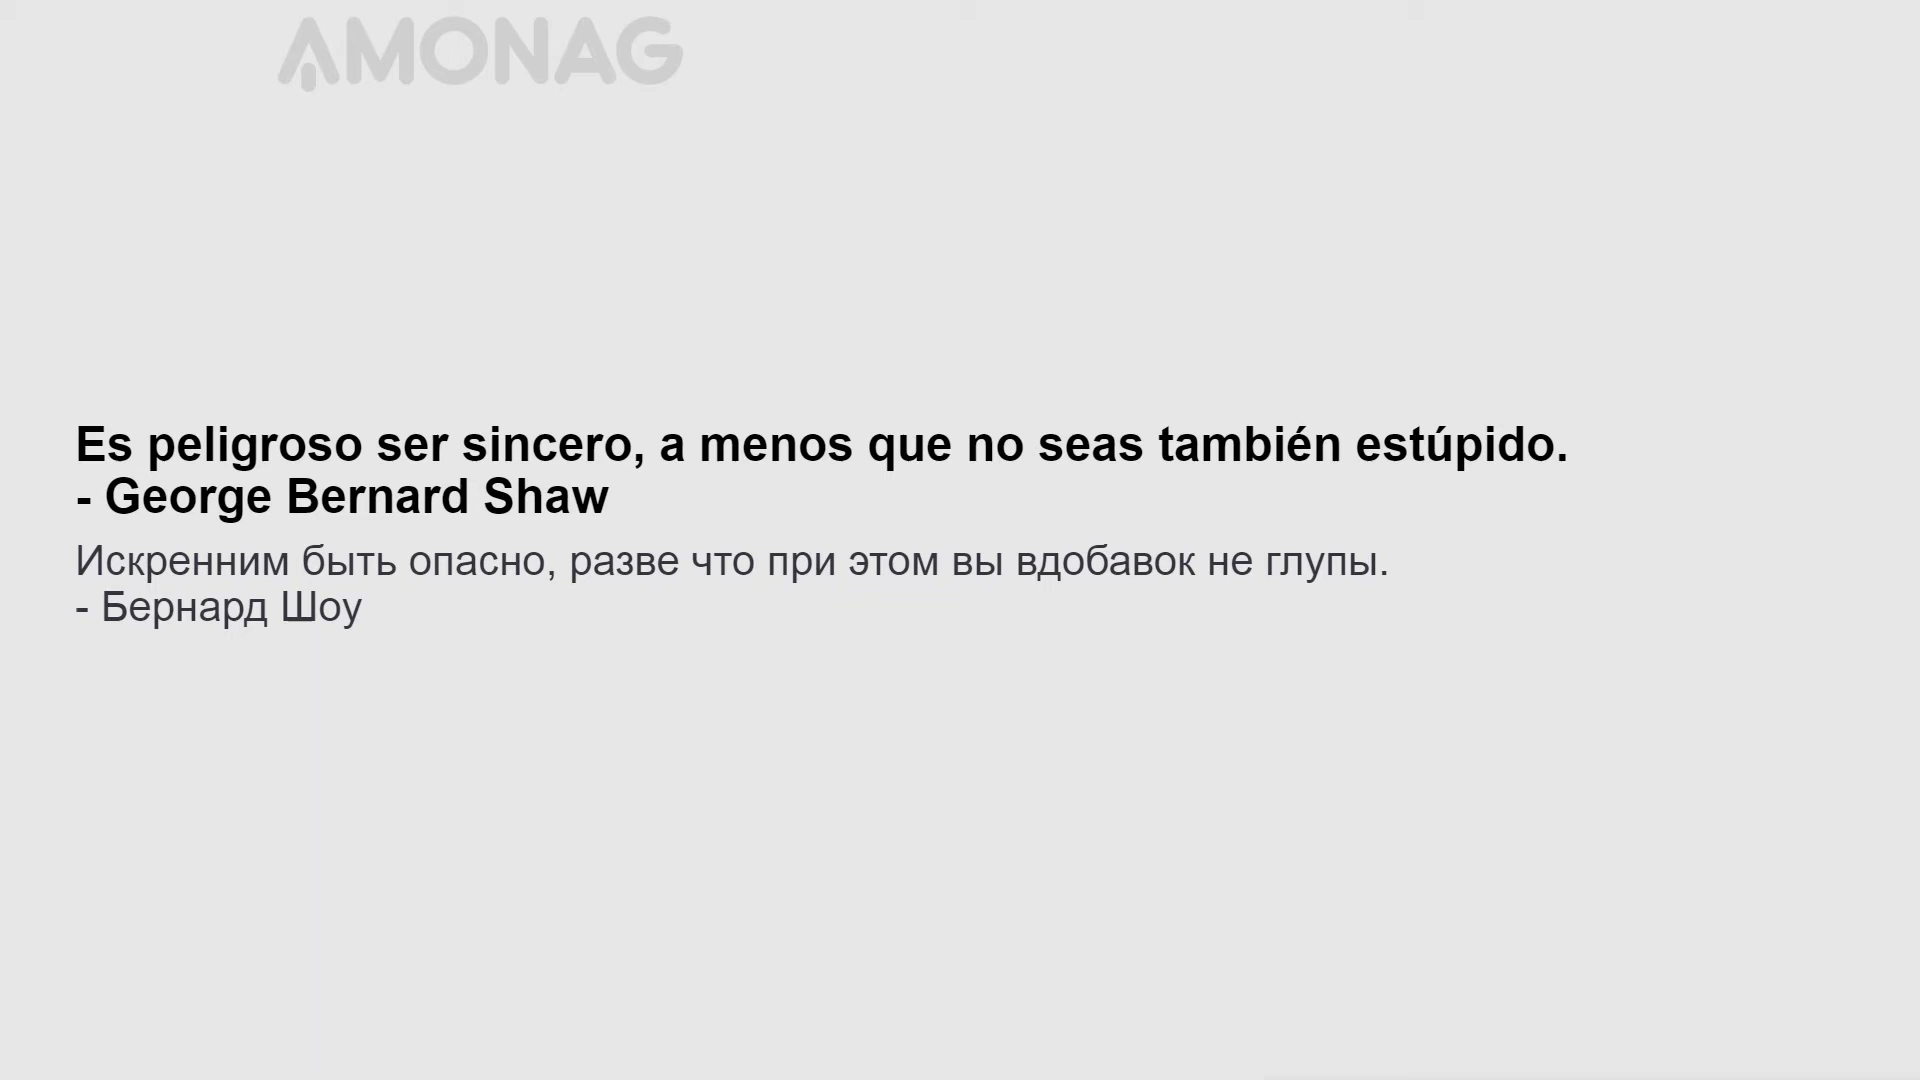 AMONAG
Es peligroso ser sincero, a menos que no seas también estúpido.
- George Bernard Shaw
Искренним быть опасно, разве что при этом вы вдобавок не глупы.
- Бернард Шоу